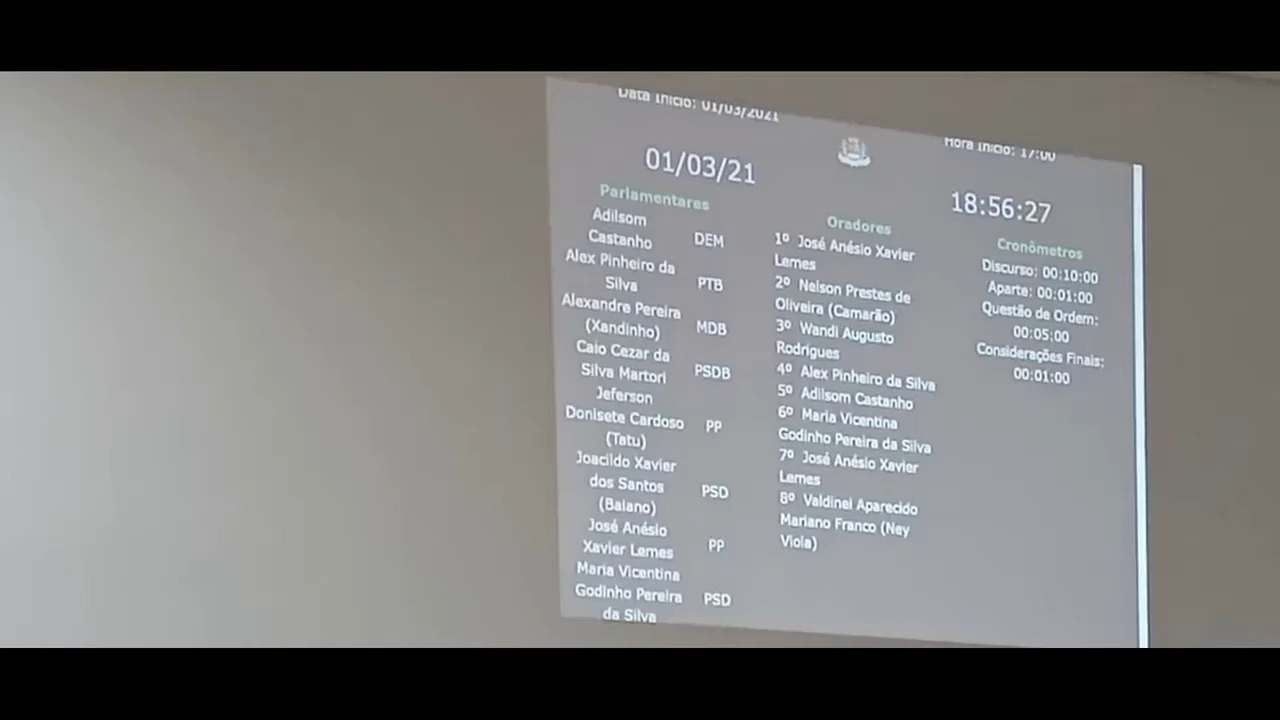 Data Início: 01/03/2021
Hora Início: 17:00
01/03/21
18:56:27
Parlamentares
Adilsom
Castanho DEM
Alex Pinheiro da
Silva PTB
Alexandre Pereira
(Xandinho) MDB
Caio Cezar da
Silva Martori PSDB
Jeferson
Donisete Cardoso PP
(Tatu)
Joacildo Xavier
dos Santos PSD
(Baiano)
José Anésio
Xavier Lemes PP
Maria Vicentina
Godinho Pereira PSD
da Silva
Oradores
1º José Anésio Xavier
Lemes
2º Nelson Prestes de
Oliveira (Camarão)
3º Wandi Augusto
Rodrigues
4º Alex Pinheiro da Silva
5º Adilsom Castanho
6º Maria Vicentina
Godinho Pereira da Silva
7º José Anésio Xavier
Lemes
8º Valdinei Aparecido
Mariano Franco (Ney
Viola)
Cronômetros
Discurso: 00:10:00
Aparte: 00:01:00
Questão de Ordem:
00:05:00
Considerações Finais:
00:01:00